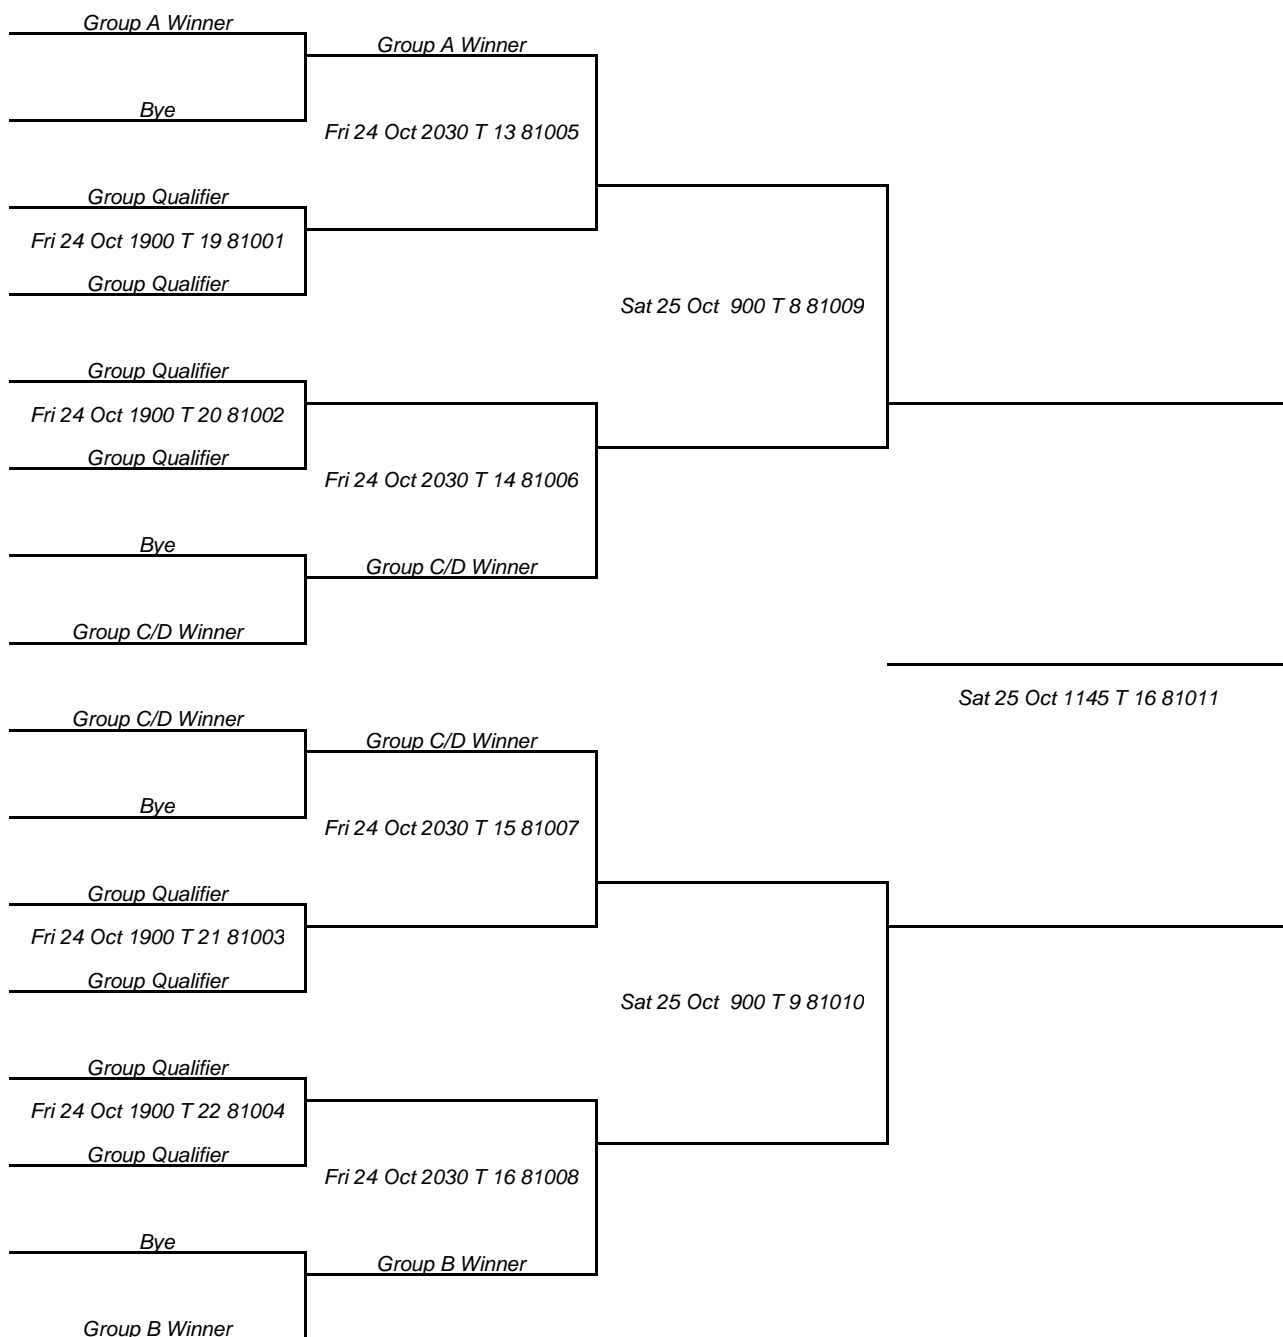 Group A Winner
Group A Winner
Bye
Fri 24 Oct 2030 T 13 81005
Group Qualifier
Fri 24 Oct 1900 T 19 81001
Group Qualifier
Sat 25 Oct  900 T 8 81009
Group Qualifier
Fri 24 Oct 1900 T 20 81002
Group Qualifier
Fri 24 Oct 2030 T 14 81006
Bye
Group C/D Winner
Group C/D Winner
Sat 25 Oct 1145 T 16 81011
Group C/D Winner
Group C/D Winner
Bye
Fri 24 Oct 2030 T 15 81007
Group Qualifier
Fri 24 Oct 1900 T 21 81003
Group Qualifier
Sat 25 Oct  900 T 9 81010
Group Qualifier
Fri 24 Oct 1900 T 22 81004
Group Qualifier
Fri 24 Oct 2030 T 16 81008
Bye
Group B Winner
Group B Winner